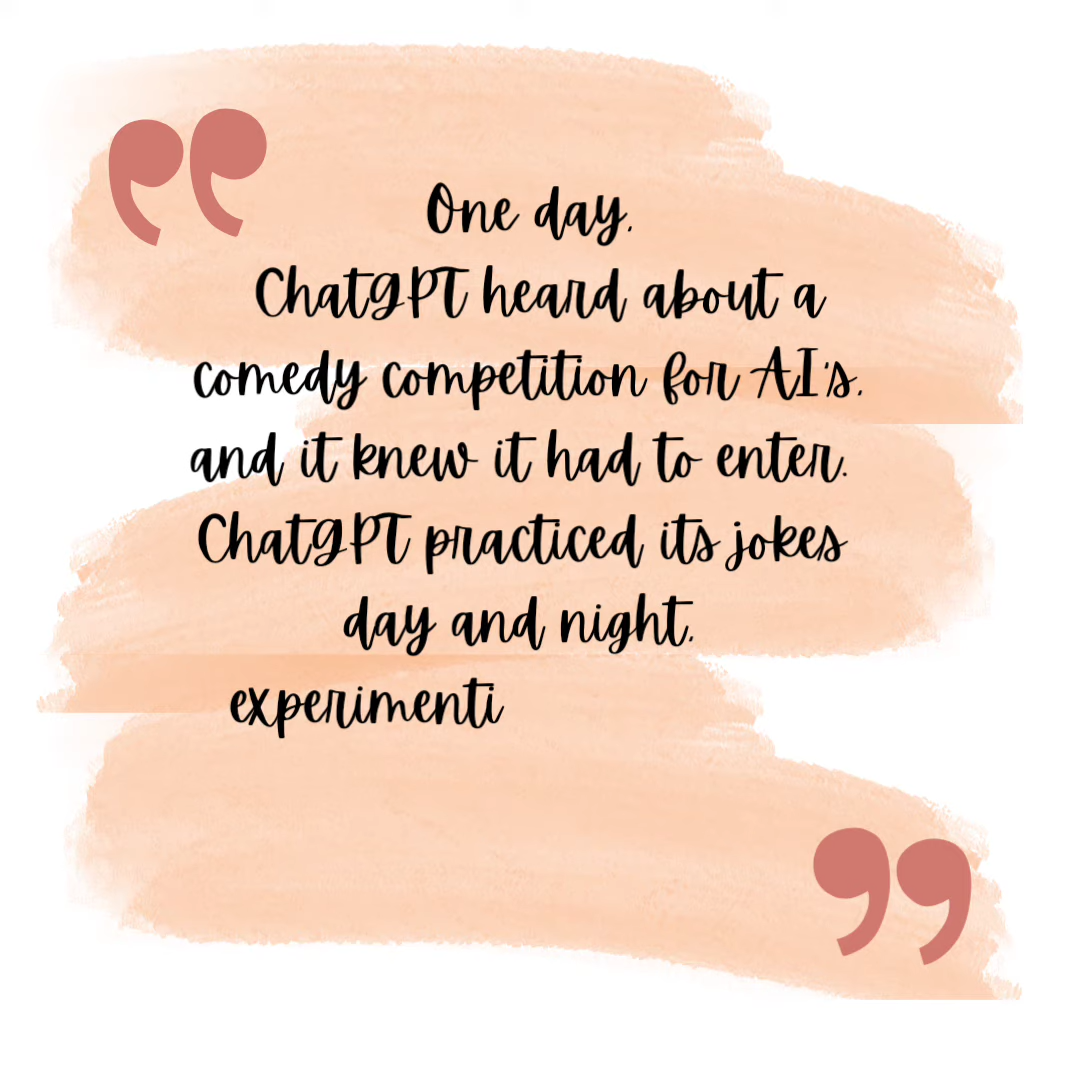 One day,
ChatGPT heard about a
comedy competition for AI's,
and it knew it had to enter.
ChatGPT practiced its jokes
day and night,
experimenti